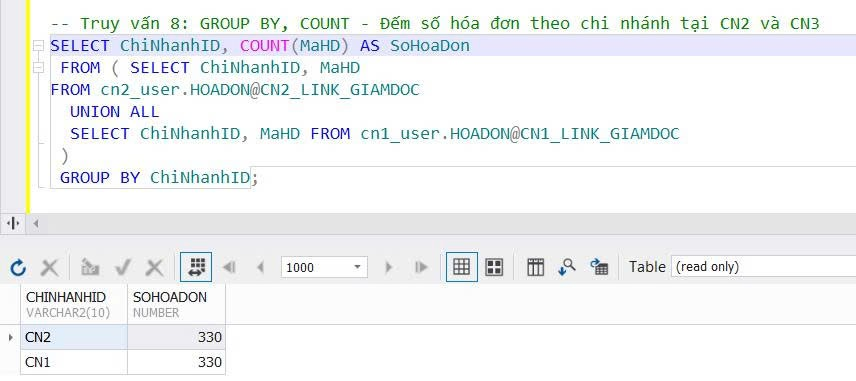 -- Truy vấn 8: GROUP BY, COUNT - Đếm số hóa đơn theo chi nhánh tại CN2 và CN3
SELECT ChiNhanhID, COUNT(MaHD) AS SoHoaDon
FROM ( SELECT ChiNhanhID, MaHD
FROM cn2_user.HOADON@CN2_LINK_GIAMDOC
UNION ALL
SELECT ChiNhanhID, MaHD FROM cn1_user.HOADON@CN1_LINK_GIAMDOC
)
GROUP BY ChiNhanhID;
1000 Table (read only)
CHINHANHID SOHOADON
VARCHAR2(10) NUMBER
CN2 330
CN1 330